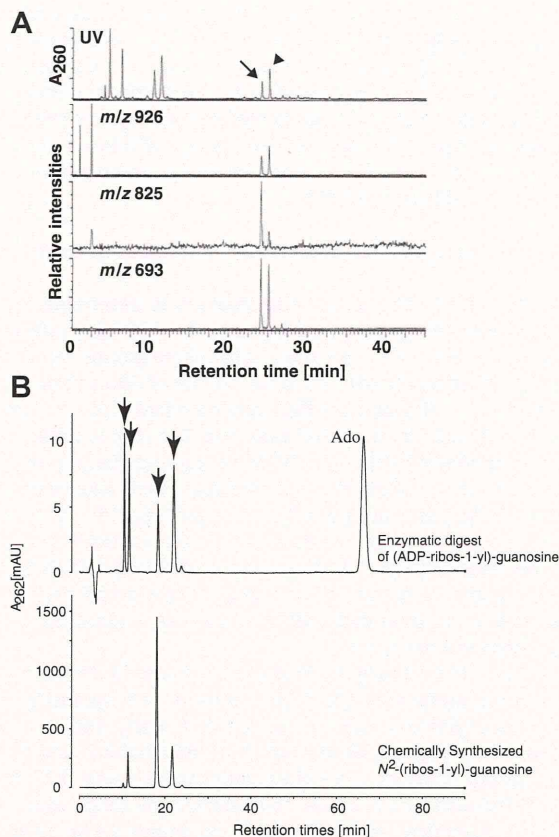 A
UV
A260
m/z 926
m/z 825
Relative intensities
m/z 693
0 10 20 30 40
Retention time [min]
B
Ado
10
5
0
Enzymatic digest
of (ADP-ribos-1-yl)-guanosine
A262[mAU]
1500
1000
500
0
Chemically Synthesized
N²-(ribos-1-yl)-guanosine
0 20 40 60 80
Retention times [min]